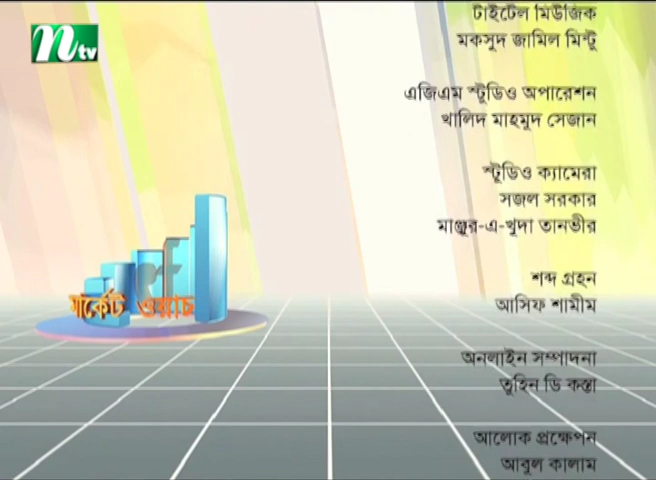 ntv
টাইটেল মিউজিক
মকসুদ জামিল মিন্টু
এজিএম স্টুডিও অপারেশন
খালিদ মাহমুদ সেজান
স্টুডিও ক্যামেরা
সজল সরকার
মাঞ্জুর-এ-খুদা তানভীর
শব্দ গ্রহন
আসিফ শামীম
মার্কেট ওয়াচ
অনলাইন সম্পাদনা
তুহিন ডি কস্তা
আলোক প্রক্ষেপন
আবুল কালাম